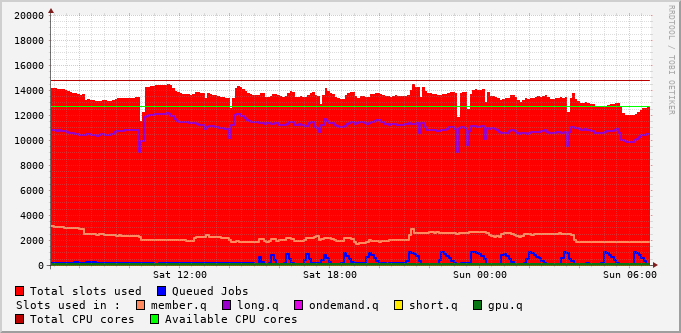 20000
18000
16000
14000
12000
10000
8000
6000
4000
2000
0
Sat 12:00 Sat 18:00 Sun 00:00 Sun 06:00
Total slots used Queued Jobs
Slots used in : member.q long.q ondemand.q short.q gpu.q
Total CPU cores Available CPU cores
RRDTOOL / TOBI OETIKER